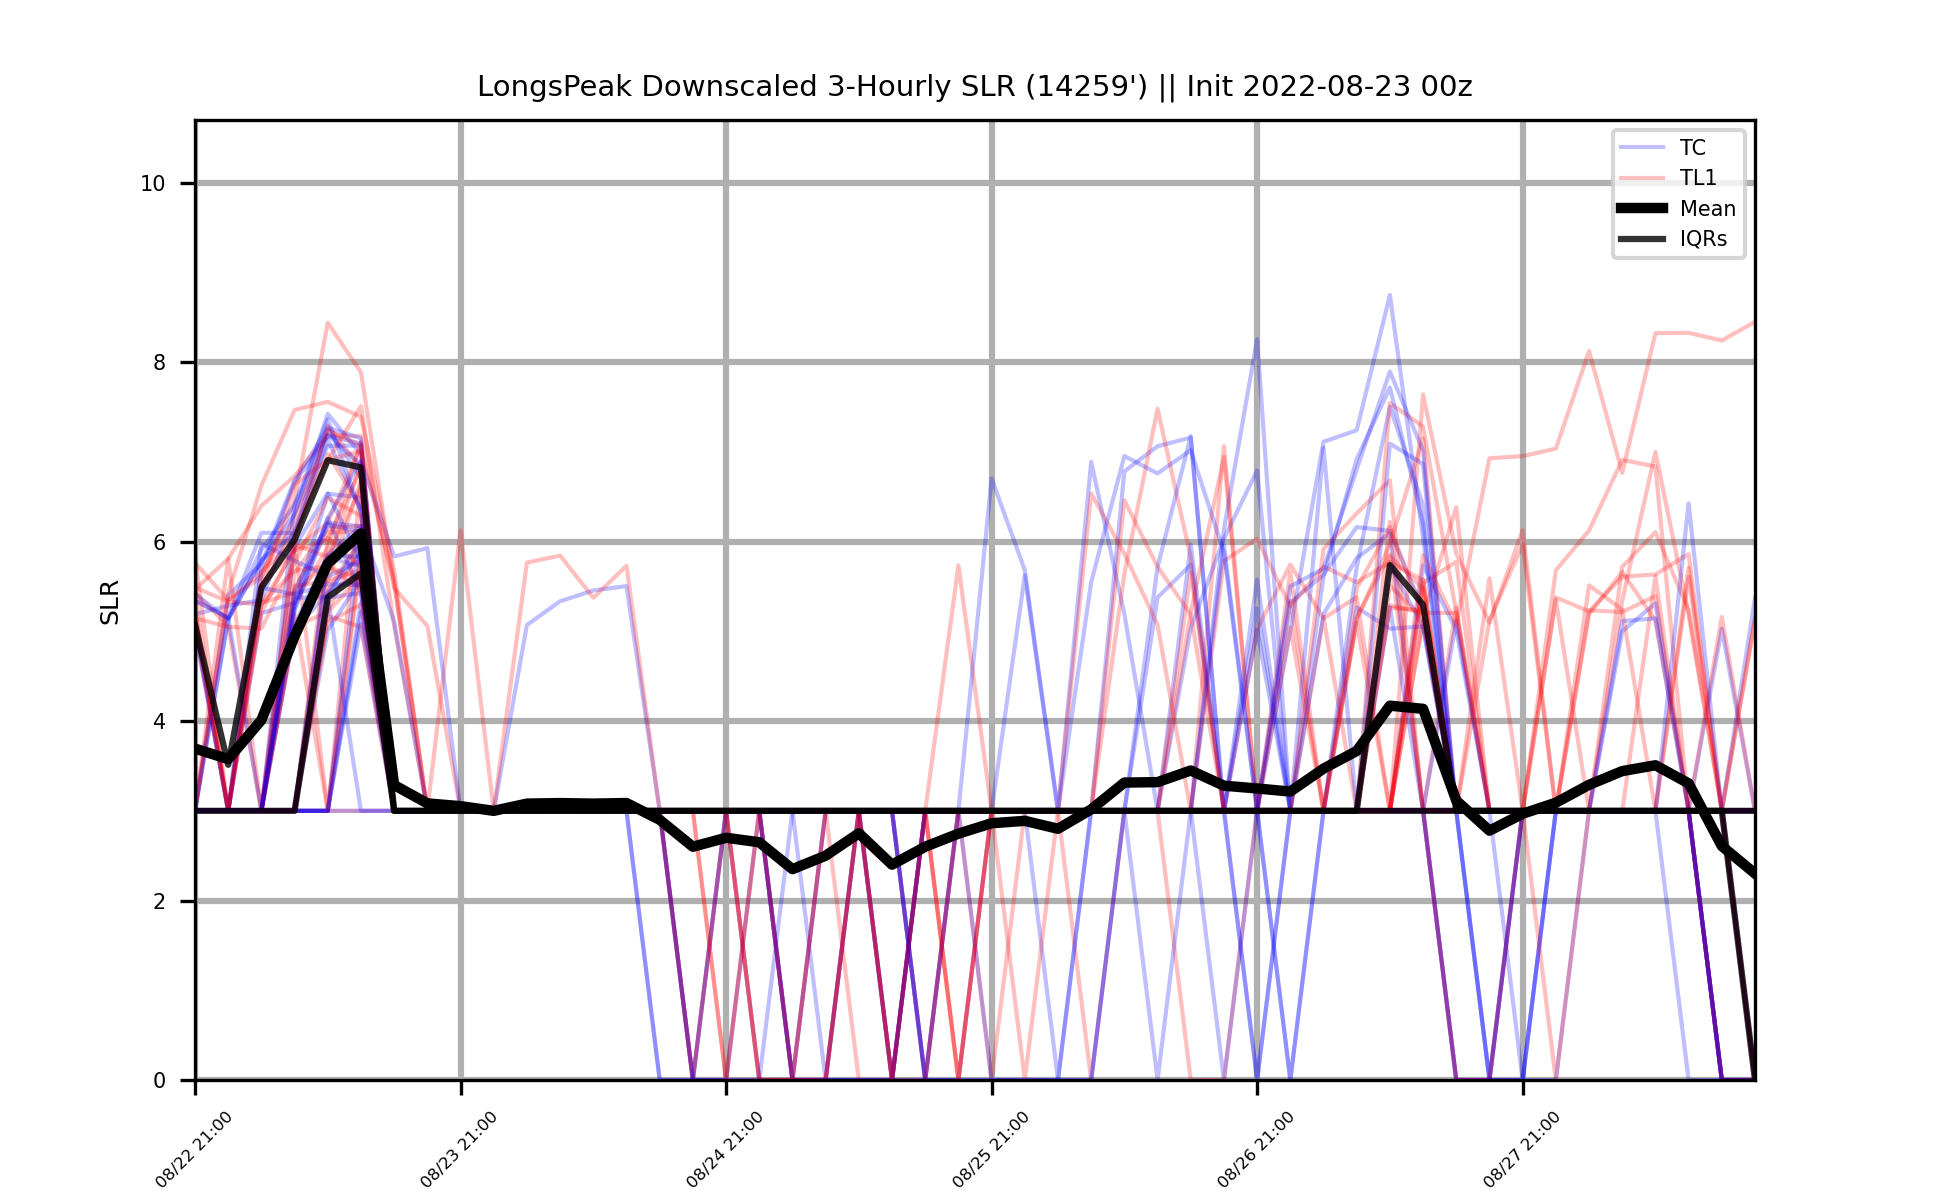 LongsPeak Downscaled 3-Hourly SLR (14259') || Init 2022-08-23 00z
TC
TL1
Mean
IQRs
SLR
10
8
6
4
2
0
08/22 21:00
08/23 21:00
08/24 21:00
08/25 21:00
08/26 21:00
08/27 21:00